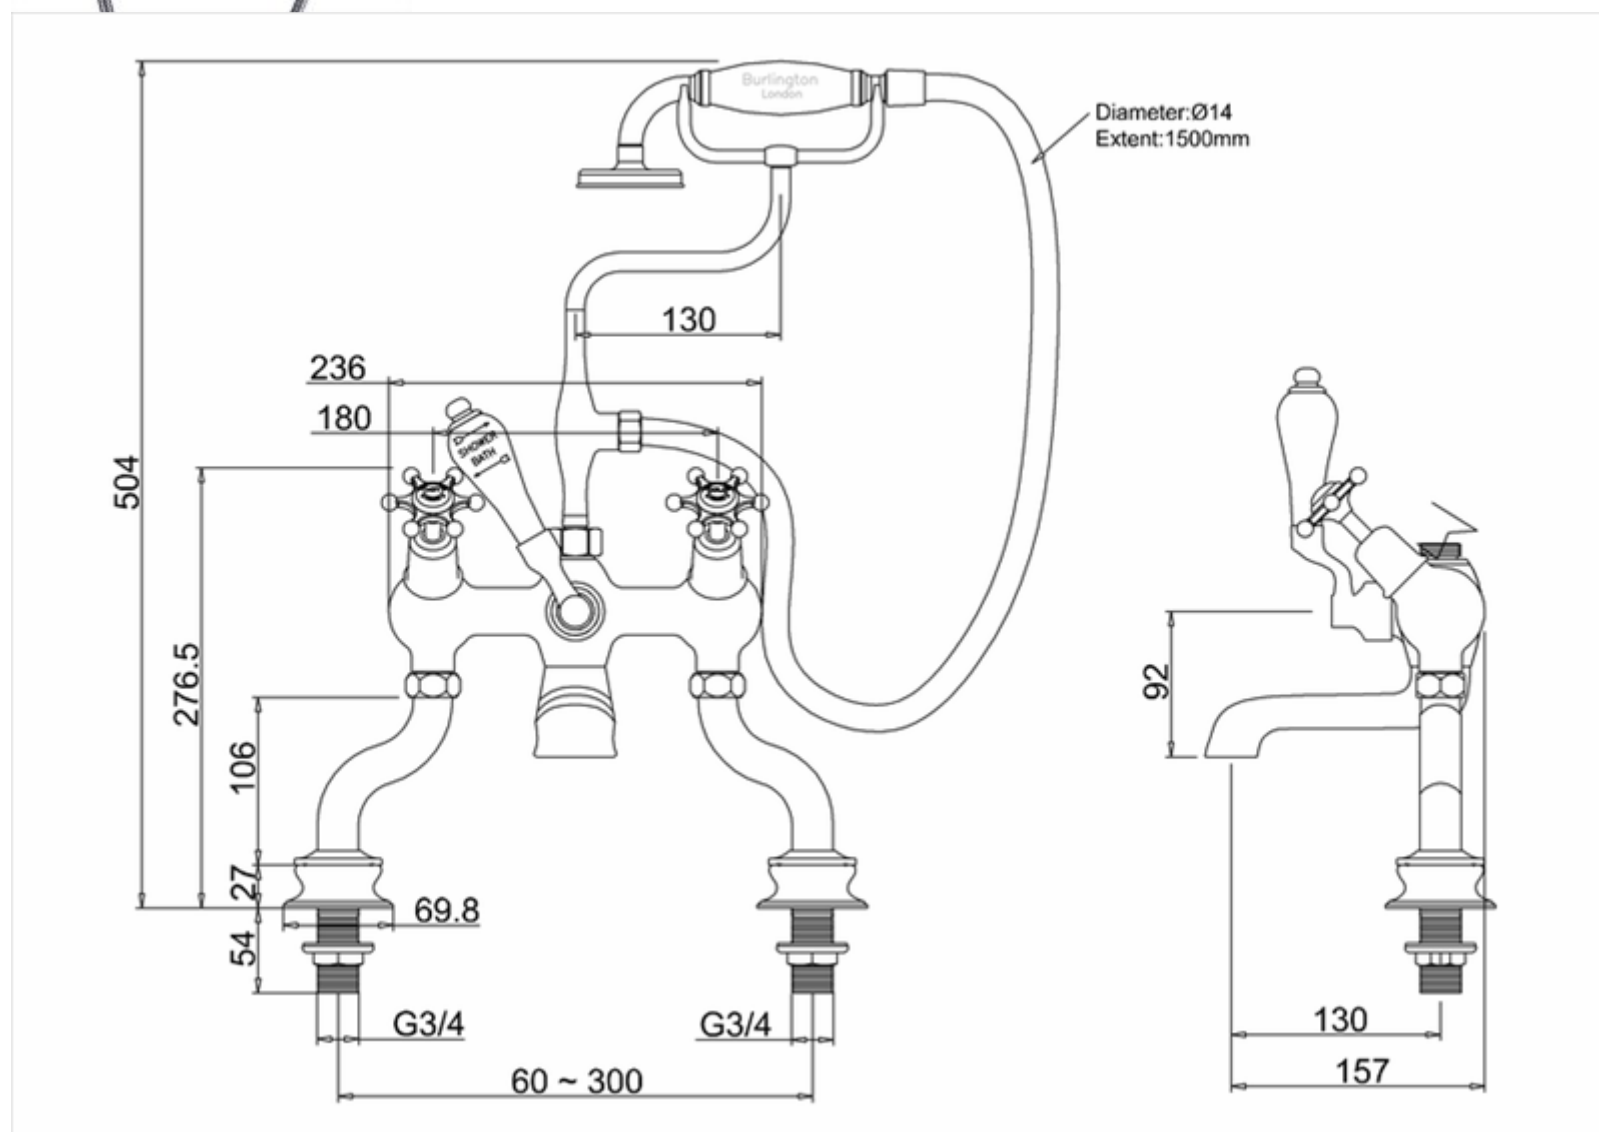 Burlington
London
Diameter:Ø14
Extent:1500mm
130
236
180
SHOWER
BATH
504
276.5
92
106
27
69.8
54
G3/4
G3/4
130
60 ~ 300
157